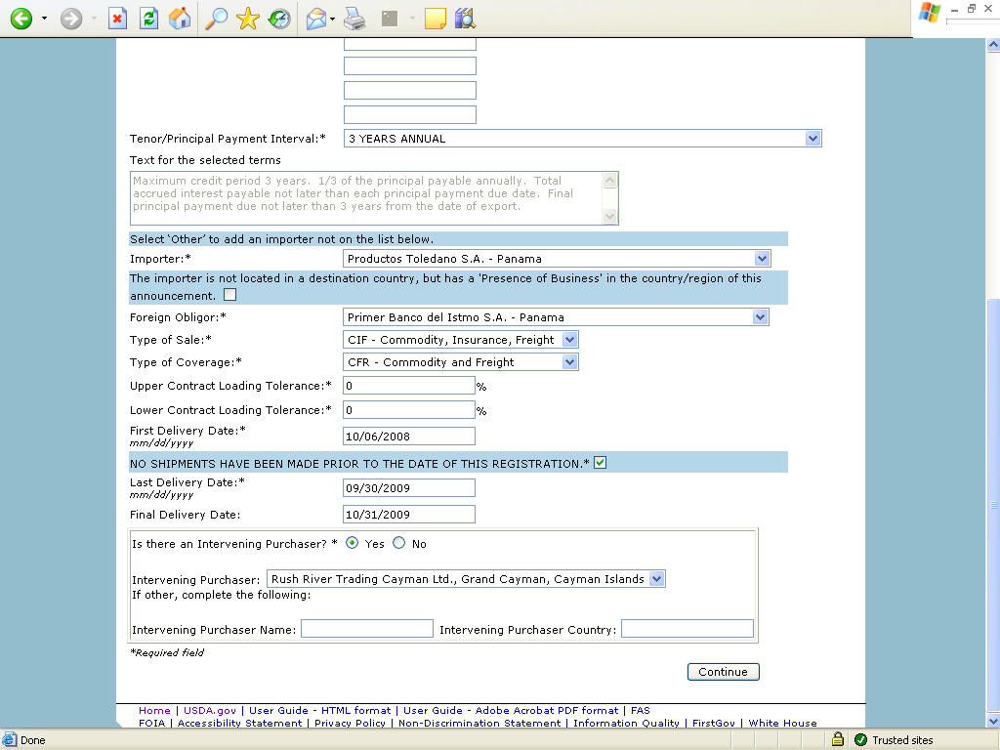 Tenor/Principal Payment Interval:* 3 YEARS ANNUAL
Text for the selected terms
Maximum credit period 3 years. 1/3 of the principal payable annually. Total
accrued interest payable not later than each principal payment due date. Final
principal payment due not later than 3 years from the date of export.
Select 'Other' to add an importer not on the list below.
Importer:* Productos Toledano S.A. - Panama
The importer is not located in a destination country, but has a 'Presence of Business' in the country/region of this
announcement.
Foreign Obligor:* Primer Banco del Istmo S.A. - Panama
Type of Sale:* CIF - Commodity, Insurance, Freight
Type of Coverage:* CFR - Commodity and Freight
Upper Contract Loading Tolerance:* 0 %
Lower Contract Loading Tolerance:* 0 %
First Delivery Date:* 10/06/2008
mm/dd/yyyy
NO SHIPMENTS HAVE BEEN MADE PRIOR TO THE DATE OF THIS REGISTRATION.*
Last Delivery Date:* 09/30/2009
mm/dd/yyyy
Final Delivery Date: 10/31/2009
Is there an Intervening Purchaser? * Yes No
Intervening Purchaser: Rush River Trading Cayman Ltd., Grand Cayman, Cayman Islands
If other, complete the following:
Intervening Purchaser Name: Intervening Purchaser Country:
*Required field
Continue
Home | USDA.gov | User Guide - HTML format | User Guide - Adobe Acrobat PDF format | FAS
FOIA | Accessibility Statement | Privacy Policy | Non-Discrimination Statement | Information Quality | FirstGov | White House
Done Trusted sites